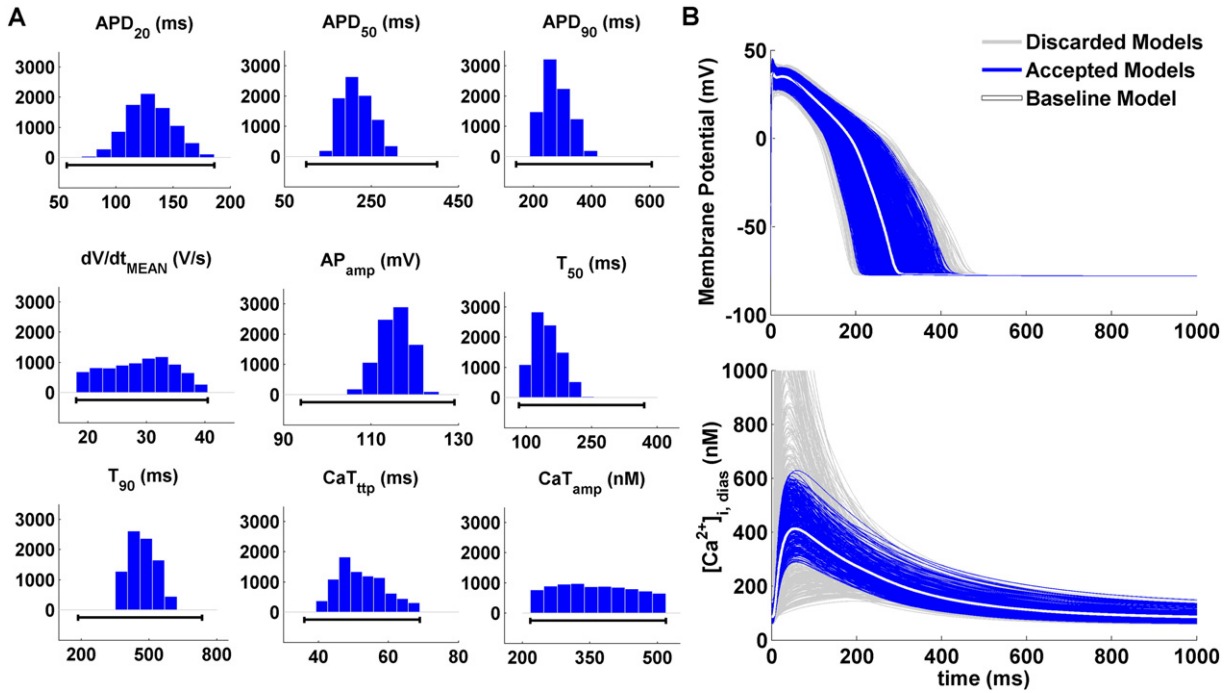 A
APD20 (ms)
APD50 (ms)
APD90 (ms)
3000
2000
1000
0
50 100 150 200
3000
2000
1000
0
50 250 450
3000
2000
1000
0
200 400 600
dV/dtMEAN (V/s)
APamp (mV)
T50 (ms)
3000
2000
1000
0
20 30 40
3000
2000
1000
0
90 110 130
3000
2000
1000
0
100 250 400
T90 (ms)
CaTttp (ms)
CaTamp (nM)
3000
2000
1000
0
200 500 800
3000
2000
1000
0
40 60 80
3000
2000
1000
0
200 350 500
B
Discarded Models
Accepted Models
Baseline Model
Membrane Potential (mV)
50
0
-50
-100
0 200 400 600 800 1000
[Ca2+]i, dias (nM)
1000
800
600
400
200
0
0 200 400 600 800 1000
time (ms)